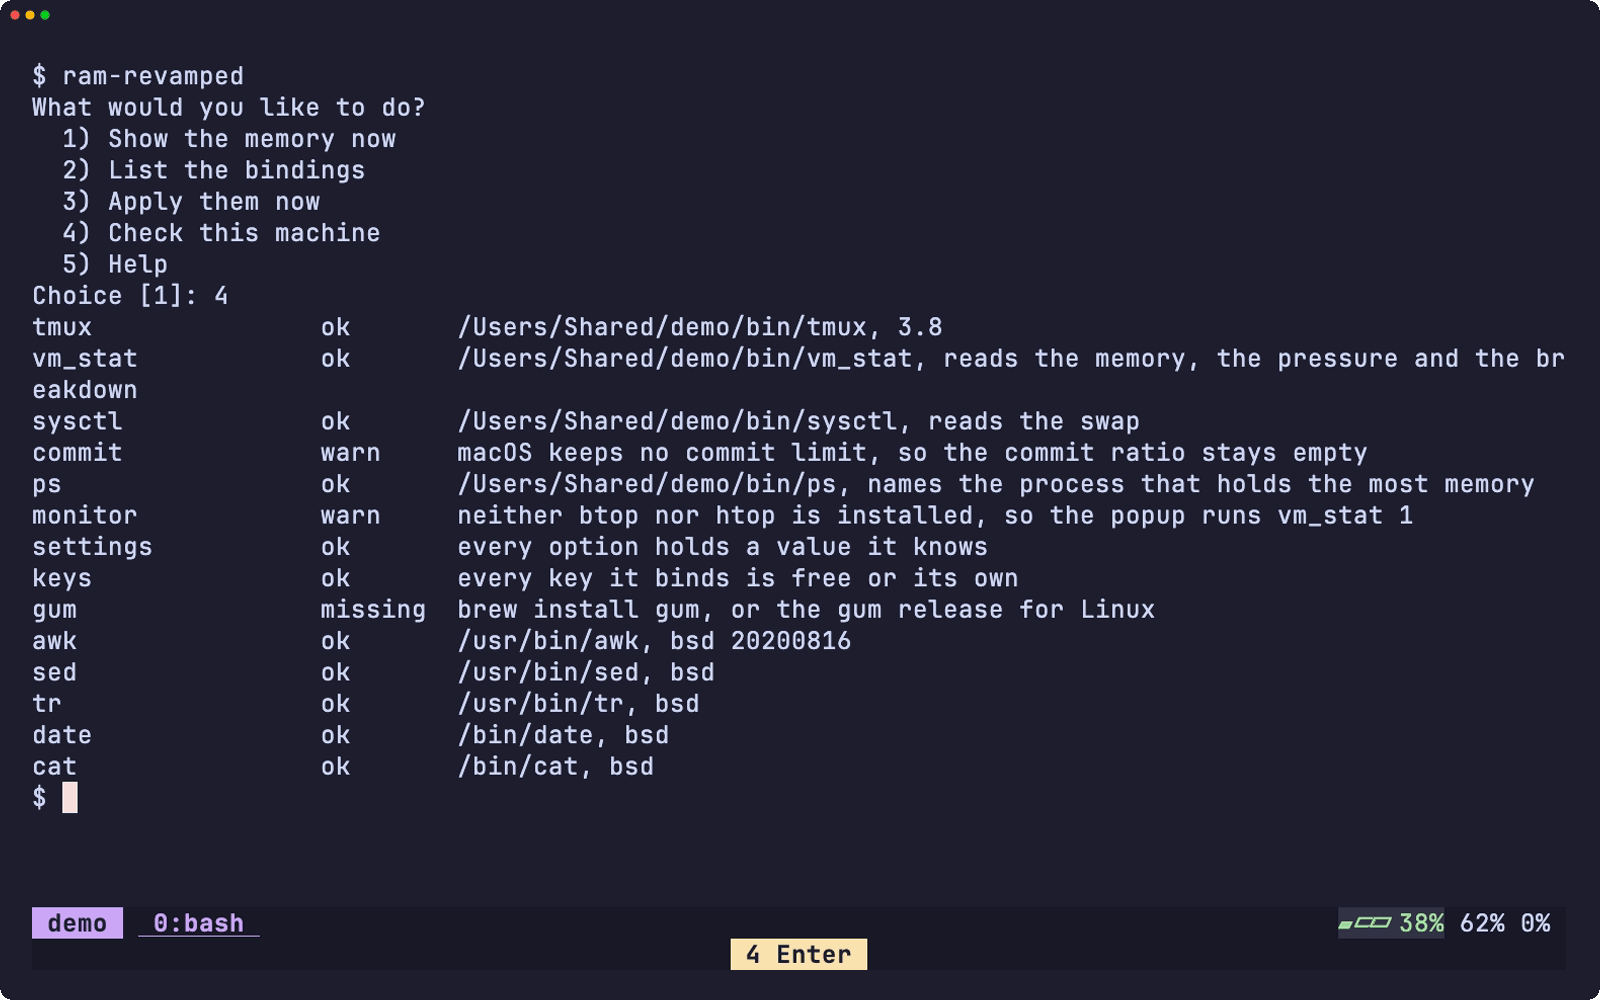 $ ram-revamped
What would you like to do?
  1) Show the memory now
  2) List the bindings
  3) Apply them now
  4) Check this machine
  5) Help
Choice [1]: 4
tmux               ok       /Users/Shared/demo/bin/tmux, 3.8
vm_stat            ok       /Users/Shared/demo/bin/vm_stat, reads the memory, the pressure and the br
eakdown
sysctl             ok       /Users/Shared/demo/bin/sysctl, reads the swap
commit             warn     macOS keeps no commit limit, so the commit ratio stays empty
ps                 ok       /Users/Shared/demo/bin/ps, names the process that holds the most memory
monitor            warn     neither btop nor htop is installed, so the popup runs vm_stat 1
settings           ok       every option holds a value it knows
keys               ok       every key it binds is free or its own
gum                missing  brew install gum, or the gum release for Linux
awk                ok       /usr/bin/awk, bsd 20200816
sed                ok       /usr/bin/sed, bsd
tr                 ok       /usr/bin/tr, bsd
date               ok       /bin/date, bsd
cat                ok       /bin/cat, bsd
$
demo 0:bash 38% 62% 0%
4 Enter